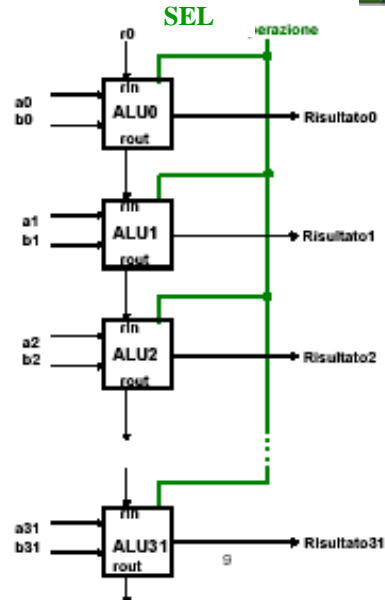 SEL
r0
erazione
a0
b0
rin
ALU0
rout
Risultato0
a1
b1
rin
ALU1
rout
Risultato1
a2
b2
rin
ALU2
rout
Risultato2
a31
b31
rin
ALU31
rout
Risultato31
9